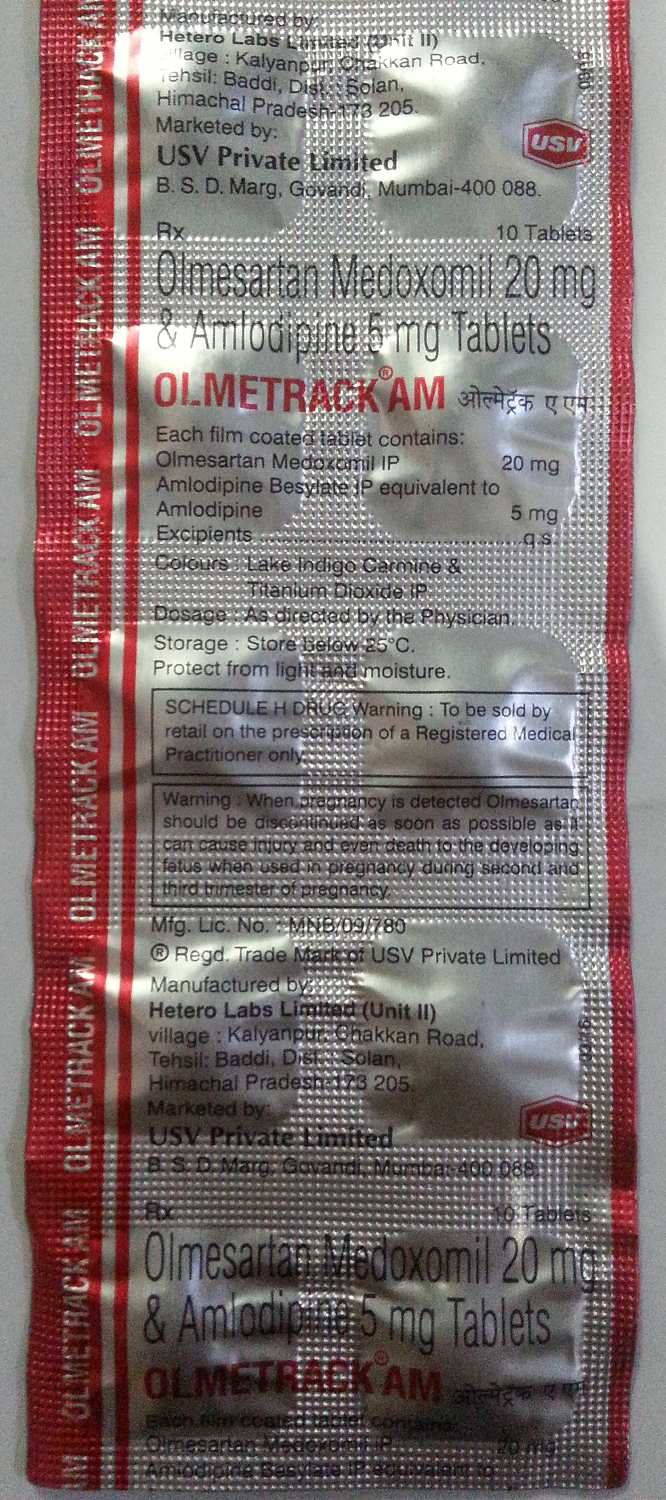 Manufactured by:
Hetero Labs Limited (Unit II)
village : Kalyanpur, Chakkan Road,
Tehsil: Baddi, Dist. : Solan,
Himachal Pradesh-173 205.
Marketed by:
USV Private Limited
USV
B. S. D. Marg, Govandi, Mumbai-400 088.
Rx 10 Tablets
Olmesartan Medoxomil 20 mg
& Amlodipine 5 mg Tablets
OLMETRACK® AM ओल्मेट्रॅक ए एम
Each film coated tablet contains:
Olmesartan Medoxomil IP 20 mg
Amlodipine Besylate IP equivalent to
Amlodipine 5 mg
Excipients ........................................ q.s.
Colours : Lake Indigo Carmine &
Titanium Dioxide IP
Dosage : As directed by the Physician.
Storage : Store below 25°C.
Protect from light and moisture.
SCHEDULE H DRUG Warning : To be sold by
retail on the prescription of a Registered Medical
Practitioner only.
Warning : When pregnancy is detected Olmesartan
should be discontinued as soon as possible as it
can cause injury and even death to the developing
fetus when used in pregnancy during second and
third trimester of pregnancy.
Mfg. Lic. No. : MNB/09/780
® Regd. Trade Mark of USV Private Limited
Manufactured by:
Hetero Labs Limited (Unit II)
village : Kalyanpur, Chakkan Road,
Tehsil: Baddi, Dist. : Solan,
Himachal Pradesh-173 205.
Marketed by:
USV Private Limited
USV
B. S. D. Marg, Govandi, Mumbai-400 088.
Rx 10 Tablets
Olmesartan Medoxomil 20 mg
& Amlodipine 5 mg Tablets
OLMETRACK® AM ओल्मेट्रॅक ए एम
Each film coated tablet contains:
Olmesartan Medoxomil IP 20 mg
Amlodipine Besylate IP equivalent to
OLMETRACK AM
OLMETRACK AM
OLMETRACK AM
OLMETRACK AM
OLMETRACK AM
OLMETRACK AM
AM